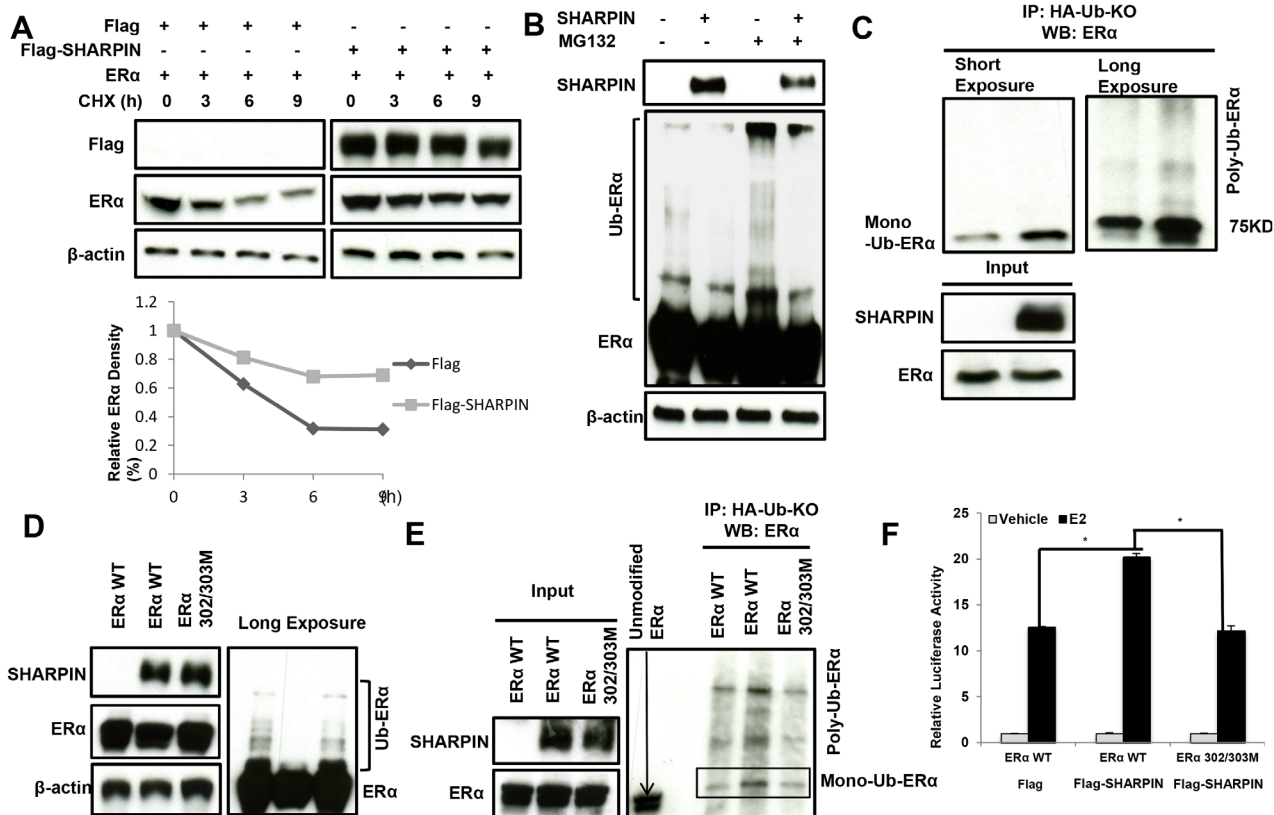 A
Flag + + + + - - - -
Flag-SHARPIN - - - - + + + +
ERα + + + + + + + +
CHX (h) 0 3 6 9 0 3 6 9
Flag
ERα
β-actin
1.2
1
0.8
0.6
0.4
0.2
0
0 3 6 9(h)
Relative ERα Density
(%)
Flag
Flag-SHARPIN
B
SHARPIN - + - +
MG132 - - + +
SHARPIN
Ub-ERα
ERα
β-actin
C
IP: HA-Ub-KO
WB: ERα
Short
Exposure
Long
Exposure
Poly-Ub-ERα
Mono
-Ub-ERα
75KD
Input
SHARPIN
ERα
D
ERα WT
ERα WT
ERα
302/303M
Long Exposure
SHARPIN
ERα
β-actin
Ub-ERα
ERα
E
IP: HA-Ub-KO
WB: ERα
Input
ERα WT
ERα WT
ERα
302/303M
Unmodified
ERα
ERα WT
ERα WT
ERα
302/303M
SHARPIN
ERα
Poly-Ub-ERα
Mono-Ub-ERα
F
Vehicle E2
25
20
15
10
5
0
Relative Luciferase Activity
* *
ERα WT ERα WT ERα 302/303M
Flag Flag-SHARPIN Flag-SHARPIN